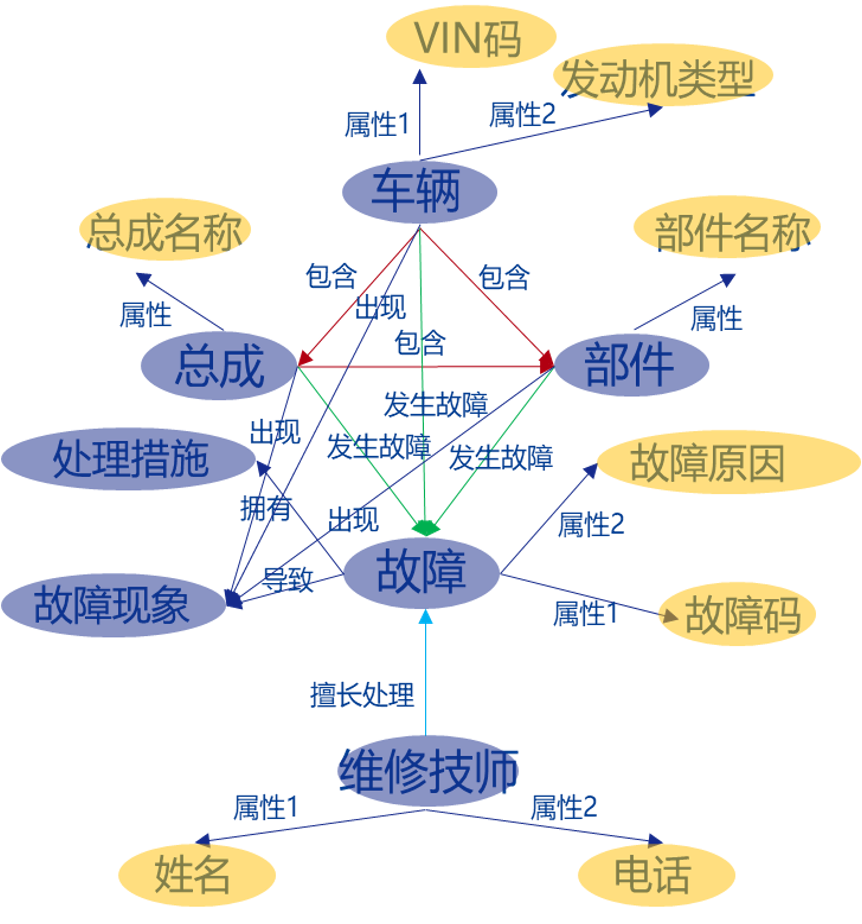 VIN码
发动机类型
属性1
属性2
车辆
总成名称
部件名称
包含
包含
出现
属性
属性
包含
总成
部件
发生故障
出现
发生故障
发生故障
处理措施
故障原因
拥有
出现
属性2
故障
导致
故障现象
属性1
故障码
擅长处理
维修技师
属性1
属性2
姓名
电话